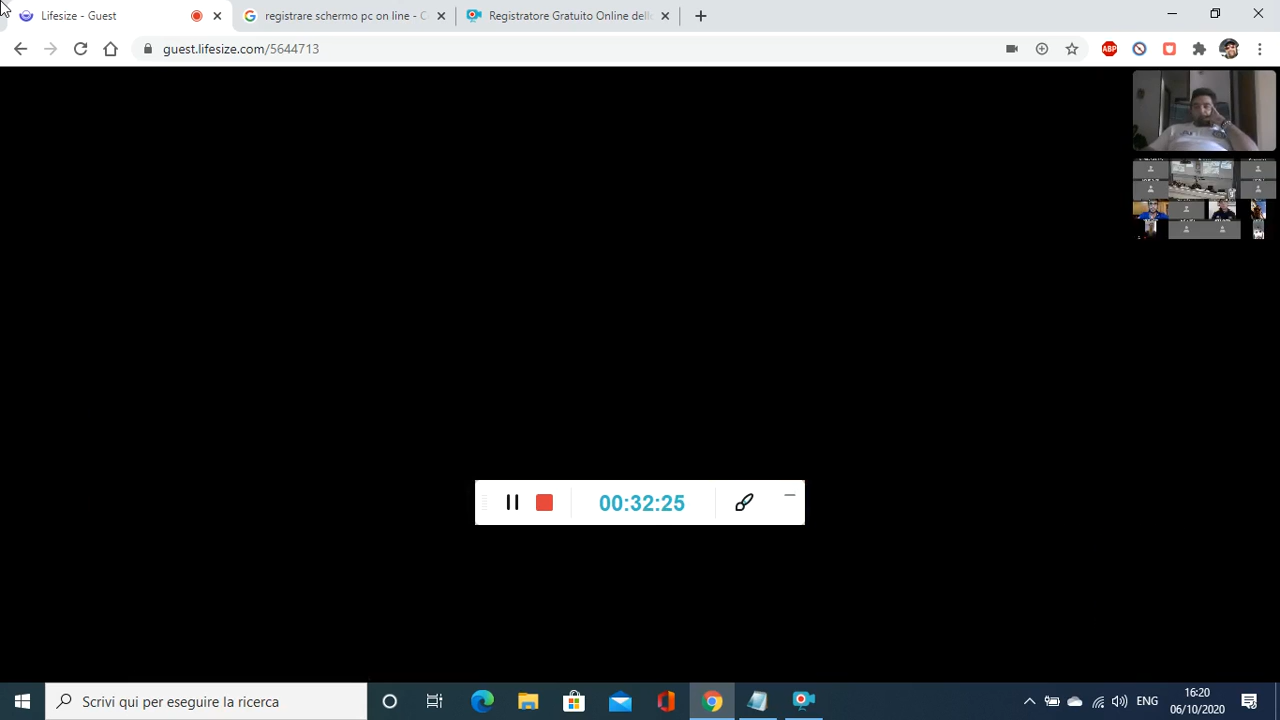 Lifesize - Guest
registrare schermo pc on line - C
Registratore Gratuito Online dell
guest.lifesize.com/5644713
ABP
00:32:25
Scrivi qui per eseguire la ricerca
ENG
16:20
06/10/2020